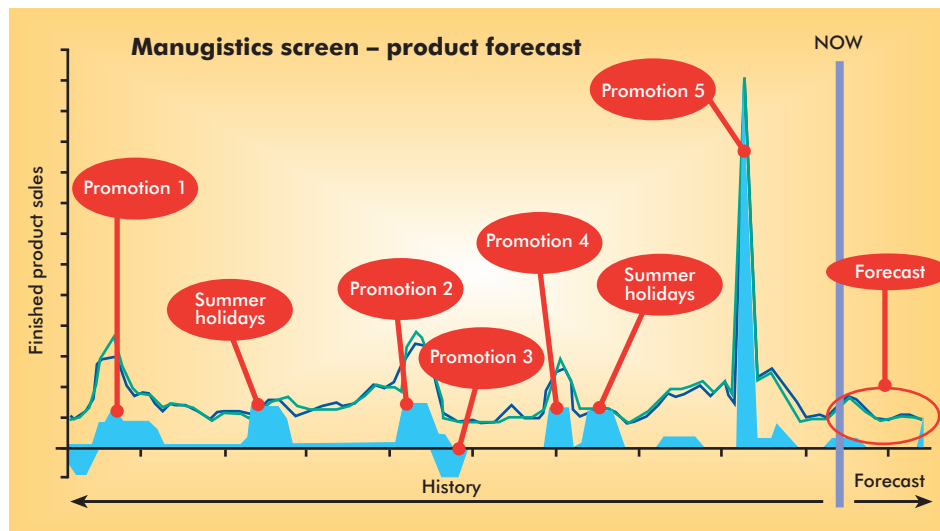 Manugistics screen – product forecast
NOW
Promotion 5
Promotion 1
Promotion 4
Summer
holidays
Forecast
Summer
holidays
Promotion 2
Promotion 3
Finished product sales
History
Forecast